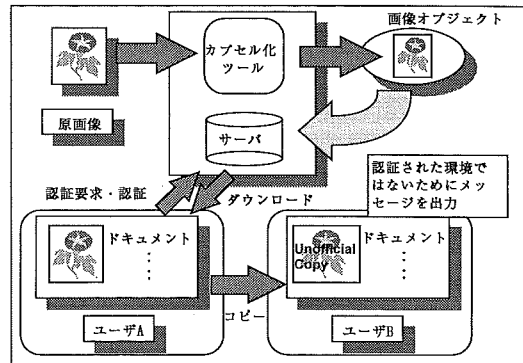 画像オブジェクト
カプセル化
ツール
原画像
サーバ
認証要求・認証
ダウンロード
認証された環境で
はないためにメッ
セージを出力
ドキュメント
ユーザA
コピー
Unofficial
Copy
ドキュメント
ユーザB